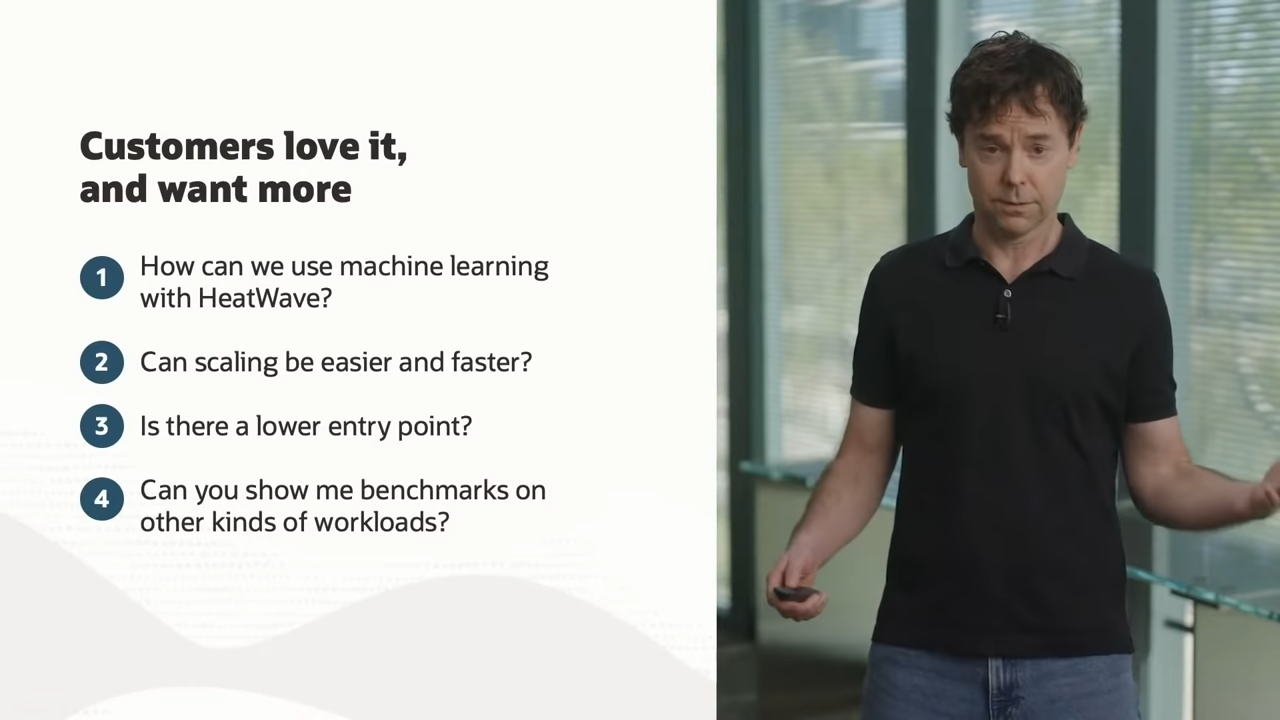 Customers love it,
and want more
1 How can we use machine learning
with HeatWave?
2 Can scaling be easier and faster?
3 Is there a lower entry point?
4 Can you show me benchmarks on
other kinds of workloads?